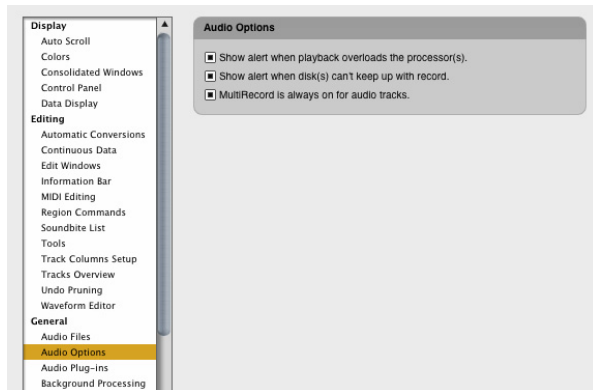 Display
Auto Scroll
Colors
Consolidated Windows
Control Panel
Data Display
Editing
Automatic Conversions
Continuous Data
Edit Windows
Information Bar
MIDI Editing
Region Commands
Soundbite List
Tools
Track Columns Setup
Tracks Overview
Undo Pruning
Waveform Editor
General
Audio Files
Audio Options
Audio Plug-ins
Background Processing
Audio Options
Show alert when playback overloads the processor(s).
Show alert when disk(s) can't keep up with record.
MultiRecord is always on for audio tracks.